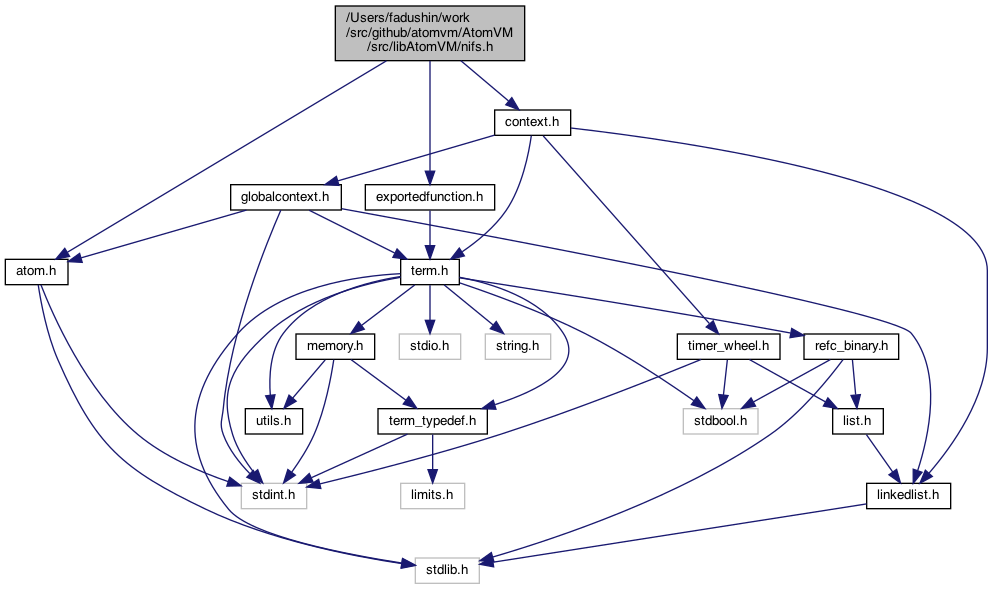 /Users/fadushin/work
/src/github/atomvm/AtomVM
/src/libAtomVM/nifs.h
context.h
globalcontext.h
exportedfunction.h
atom.h
term.h
memory.h
stdio.h
string.h
timer_wheel.h
refc_binary.h
utils.h
term_typedef.h
stdbool.h
list.h
stdint.h
limits.h
linkedlist.h
stdlib.h